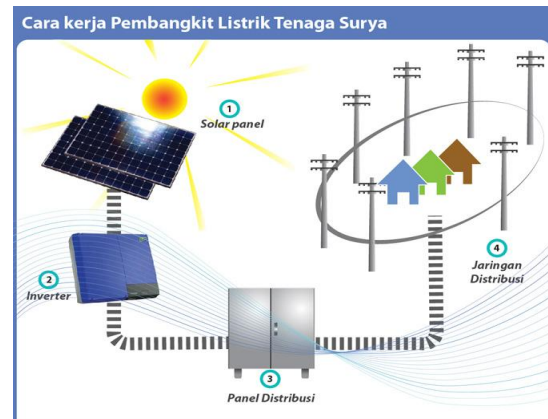 Cara kerja Pembangkit Listrik Tenaga Surya
1
Solar panel
2
Inverter
3
Panel Distribusi
4
Jaringan
Distribusi